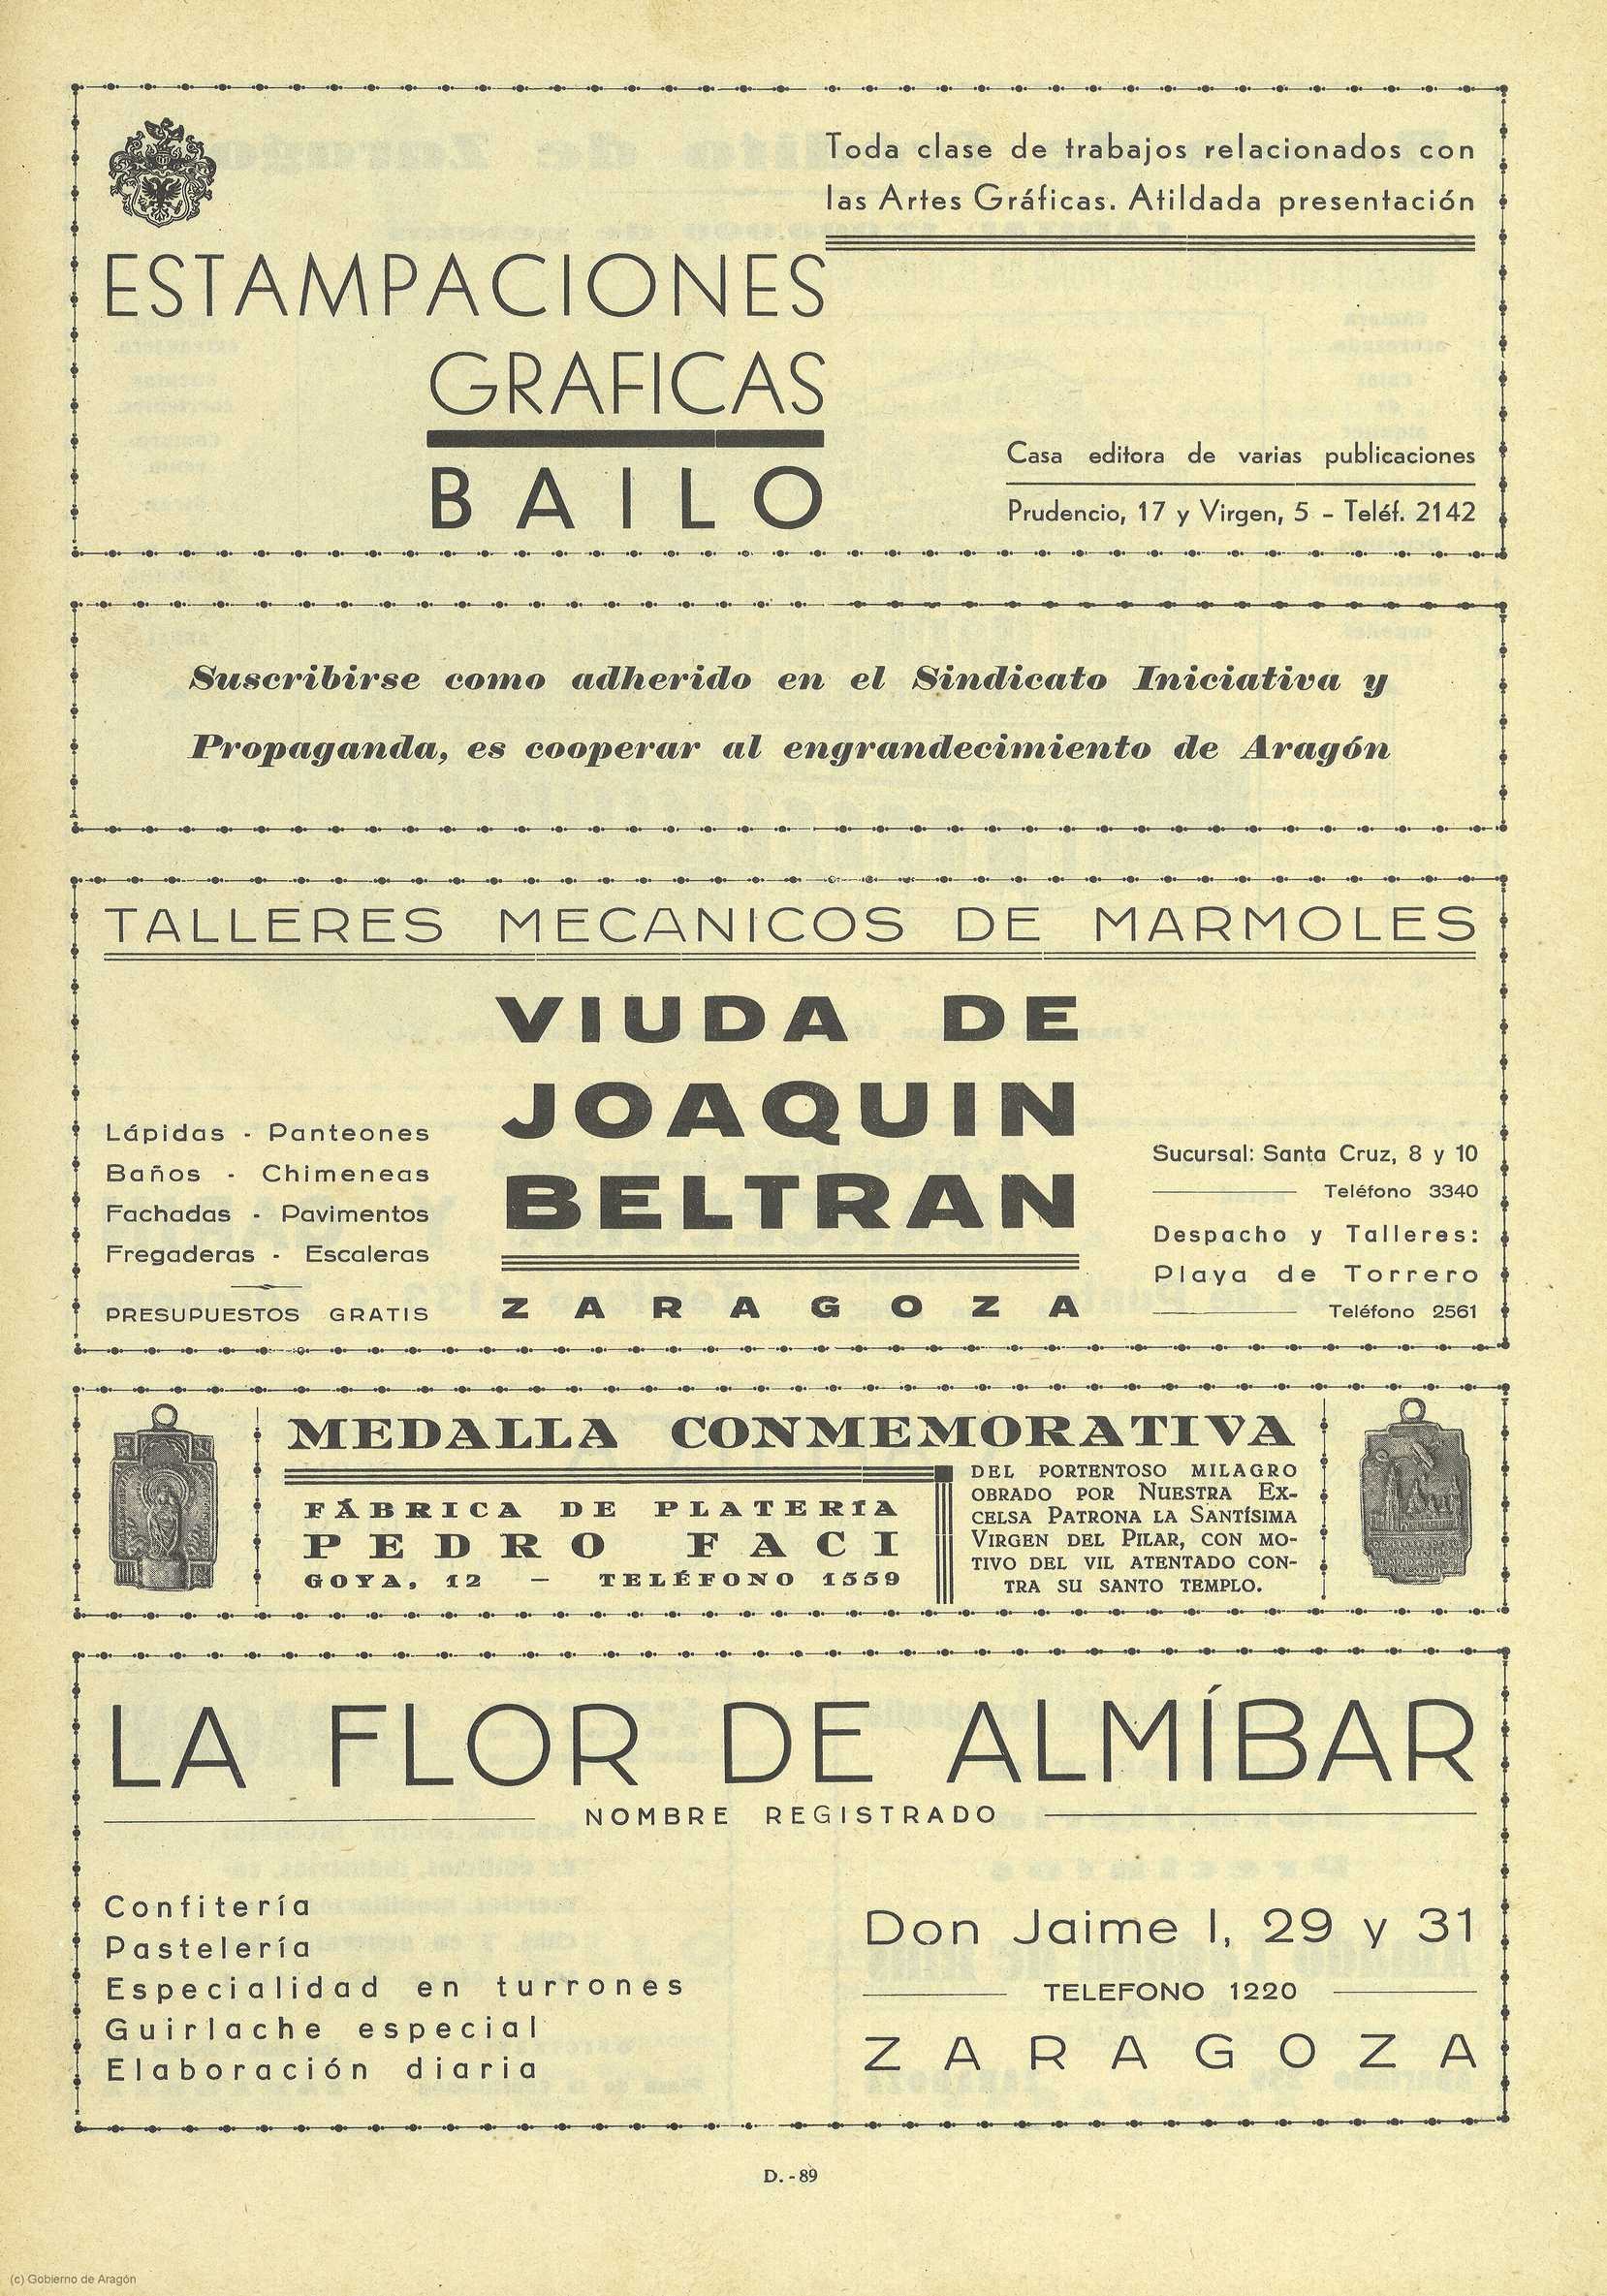 Toda clase de trabajos relacionados con
las Artes Gráficas. Atildada presentación
ESTAMPACIONES
GRAFICAS
BAILO
Casa editora de varias publicaciones
Prudencio, 17 y Virgen, 5 - Teléf. 2142
Suscribirse como adherido en el Sindicato Iniciativa y
Propaganda, es cooperar al engrandecimiento de Aragón
TALLERES MECANICOS DE MARMOLES
VIUDA DE
JOAQUIN
BELTRAN
ZARAGOZA
Lápidas - Panteones
Baños - Chimeneas
Fachadas - Pavimentos
Fregaderas - Escaleras
PRESUPUESTOS GRATIS
Sucursal: Santa Cruz, 8 y 10
Teléfono 3340
Despacho y Talleres:
Playa de Torrero
Teléfono 2561
MEDALLA CONMEMORATIVA
FÁBRICA DE PLATERÍA
PEDRO FACI
GOYA, 12 — TELÉFONO 1559
DEL PORTENTOSO MILAGRO
OBRADO POR NUESTRA EX-
CELSA PATRONA LA SANTÍSIMA
VIRGEN DEL PILAR, CON MO-
TIVO DEL VIL ATENTADO CON-
TRA SU SANTO TEMPLO.
LA FLOR DE ALMÍBAR
NOMBRE REGISTRADO
Confitería
Pastelería
Especialidad en turrones
Guirlache especial
Elaboración diaria
Don Jaime I, 29 y 31
TELEFONO 1220
ZARAGOZA
D. - 89
(c) Gobierno de Aragón